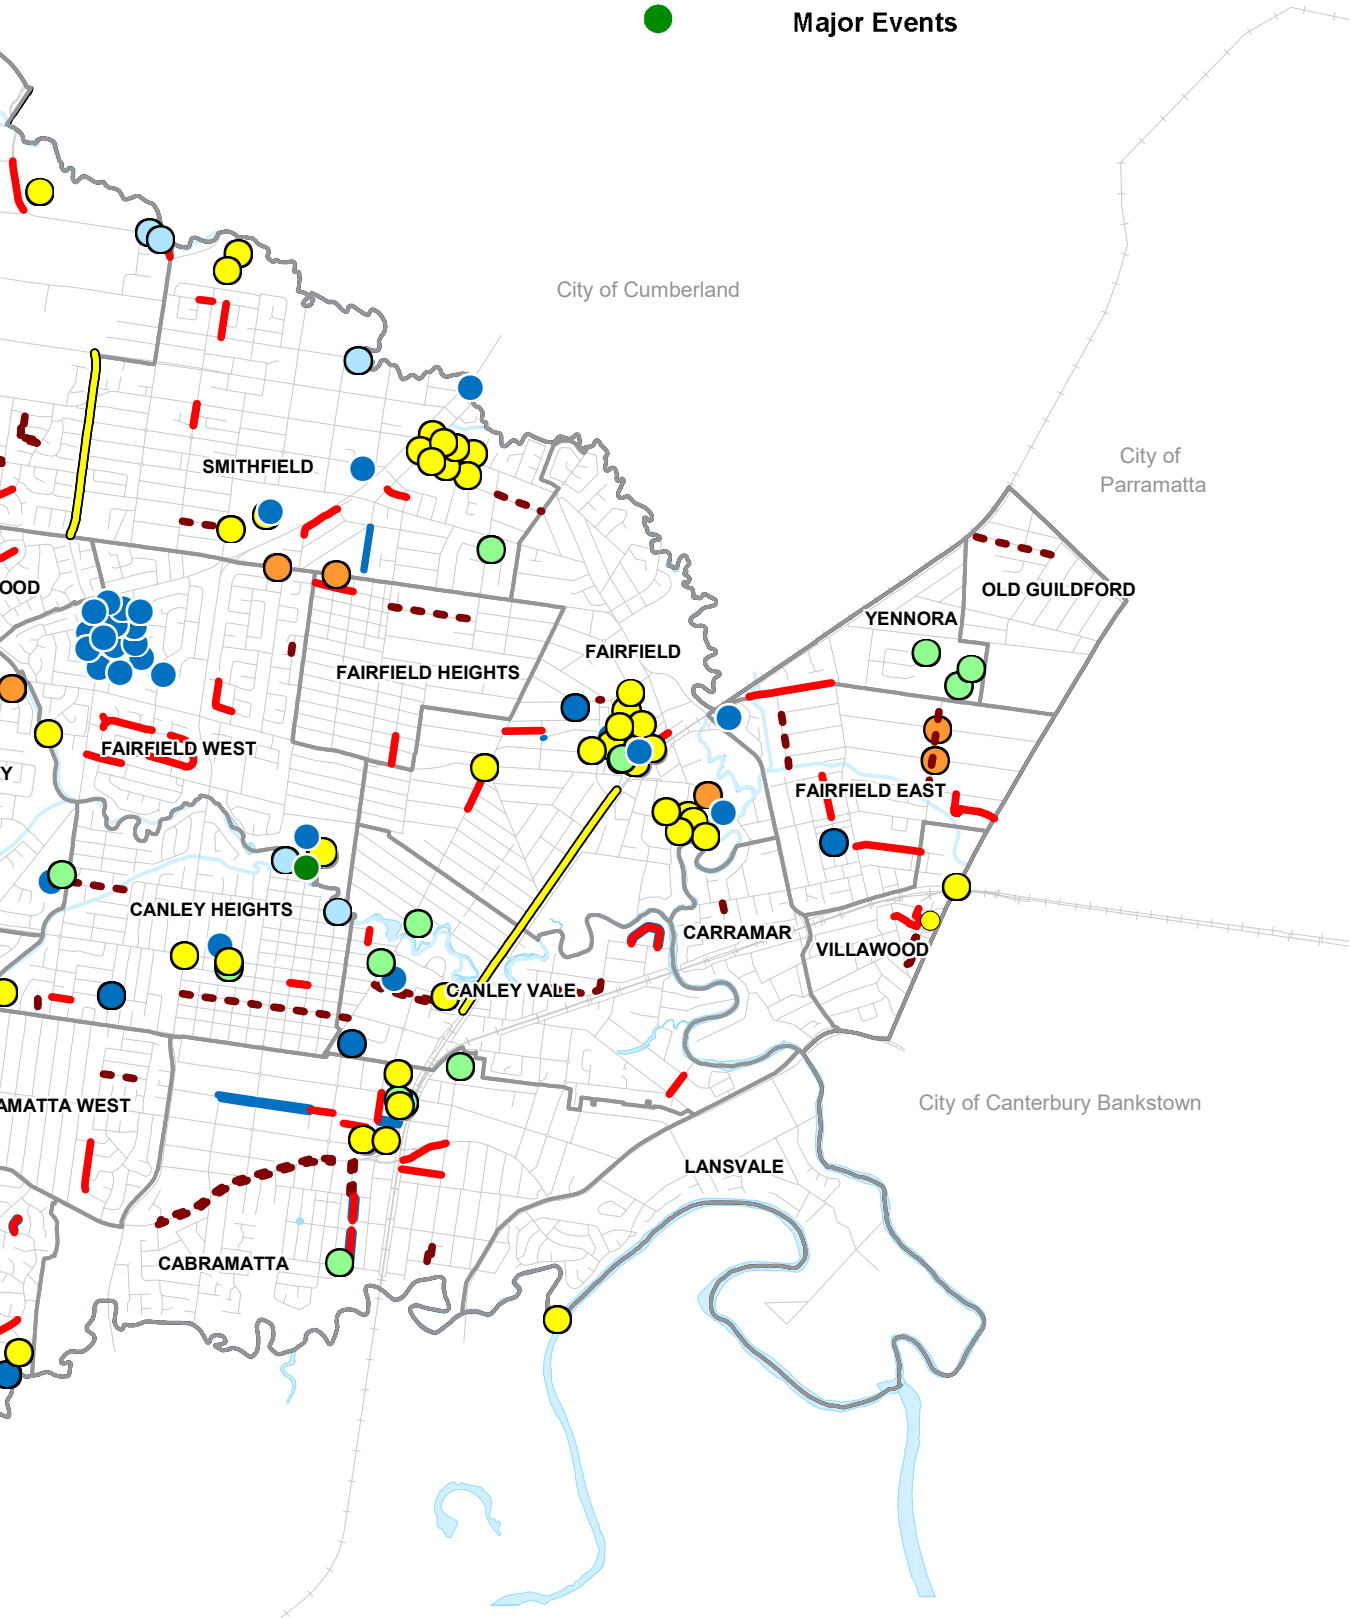 Major Events
City of Cumberland
City of
Parramatta
SMITHFIELD
OOD
OLD GUILDFORD
YENNORA
FAIRFIELD
FAIRFIELD HEIGHTS
FAIRFIELD WEST
Y
FAIRFIELD EAST
CANLEY HEIGHTS
CARRAMAR
VILLAWOOD
CANLEY VALE
AMATTA WEST
City of Canterbury Bankstown
LANSVALE
CABRAMATTA